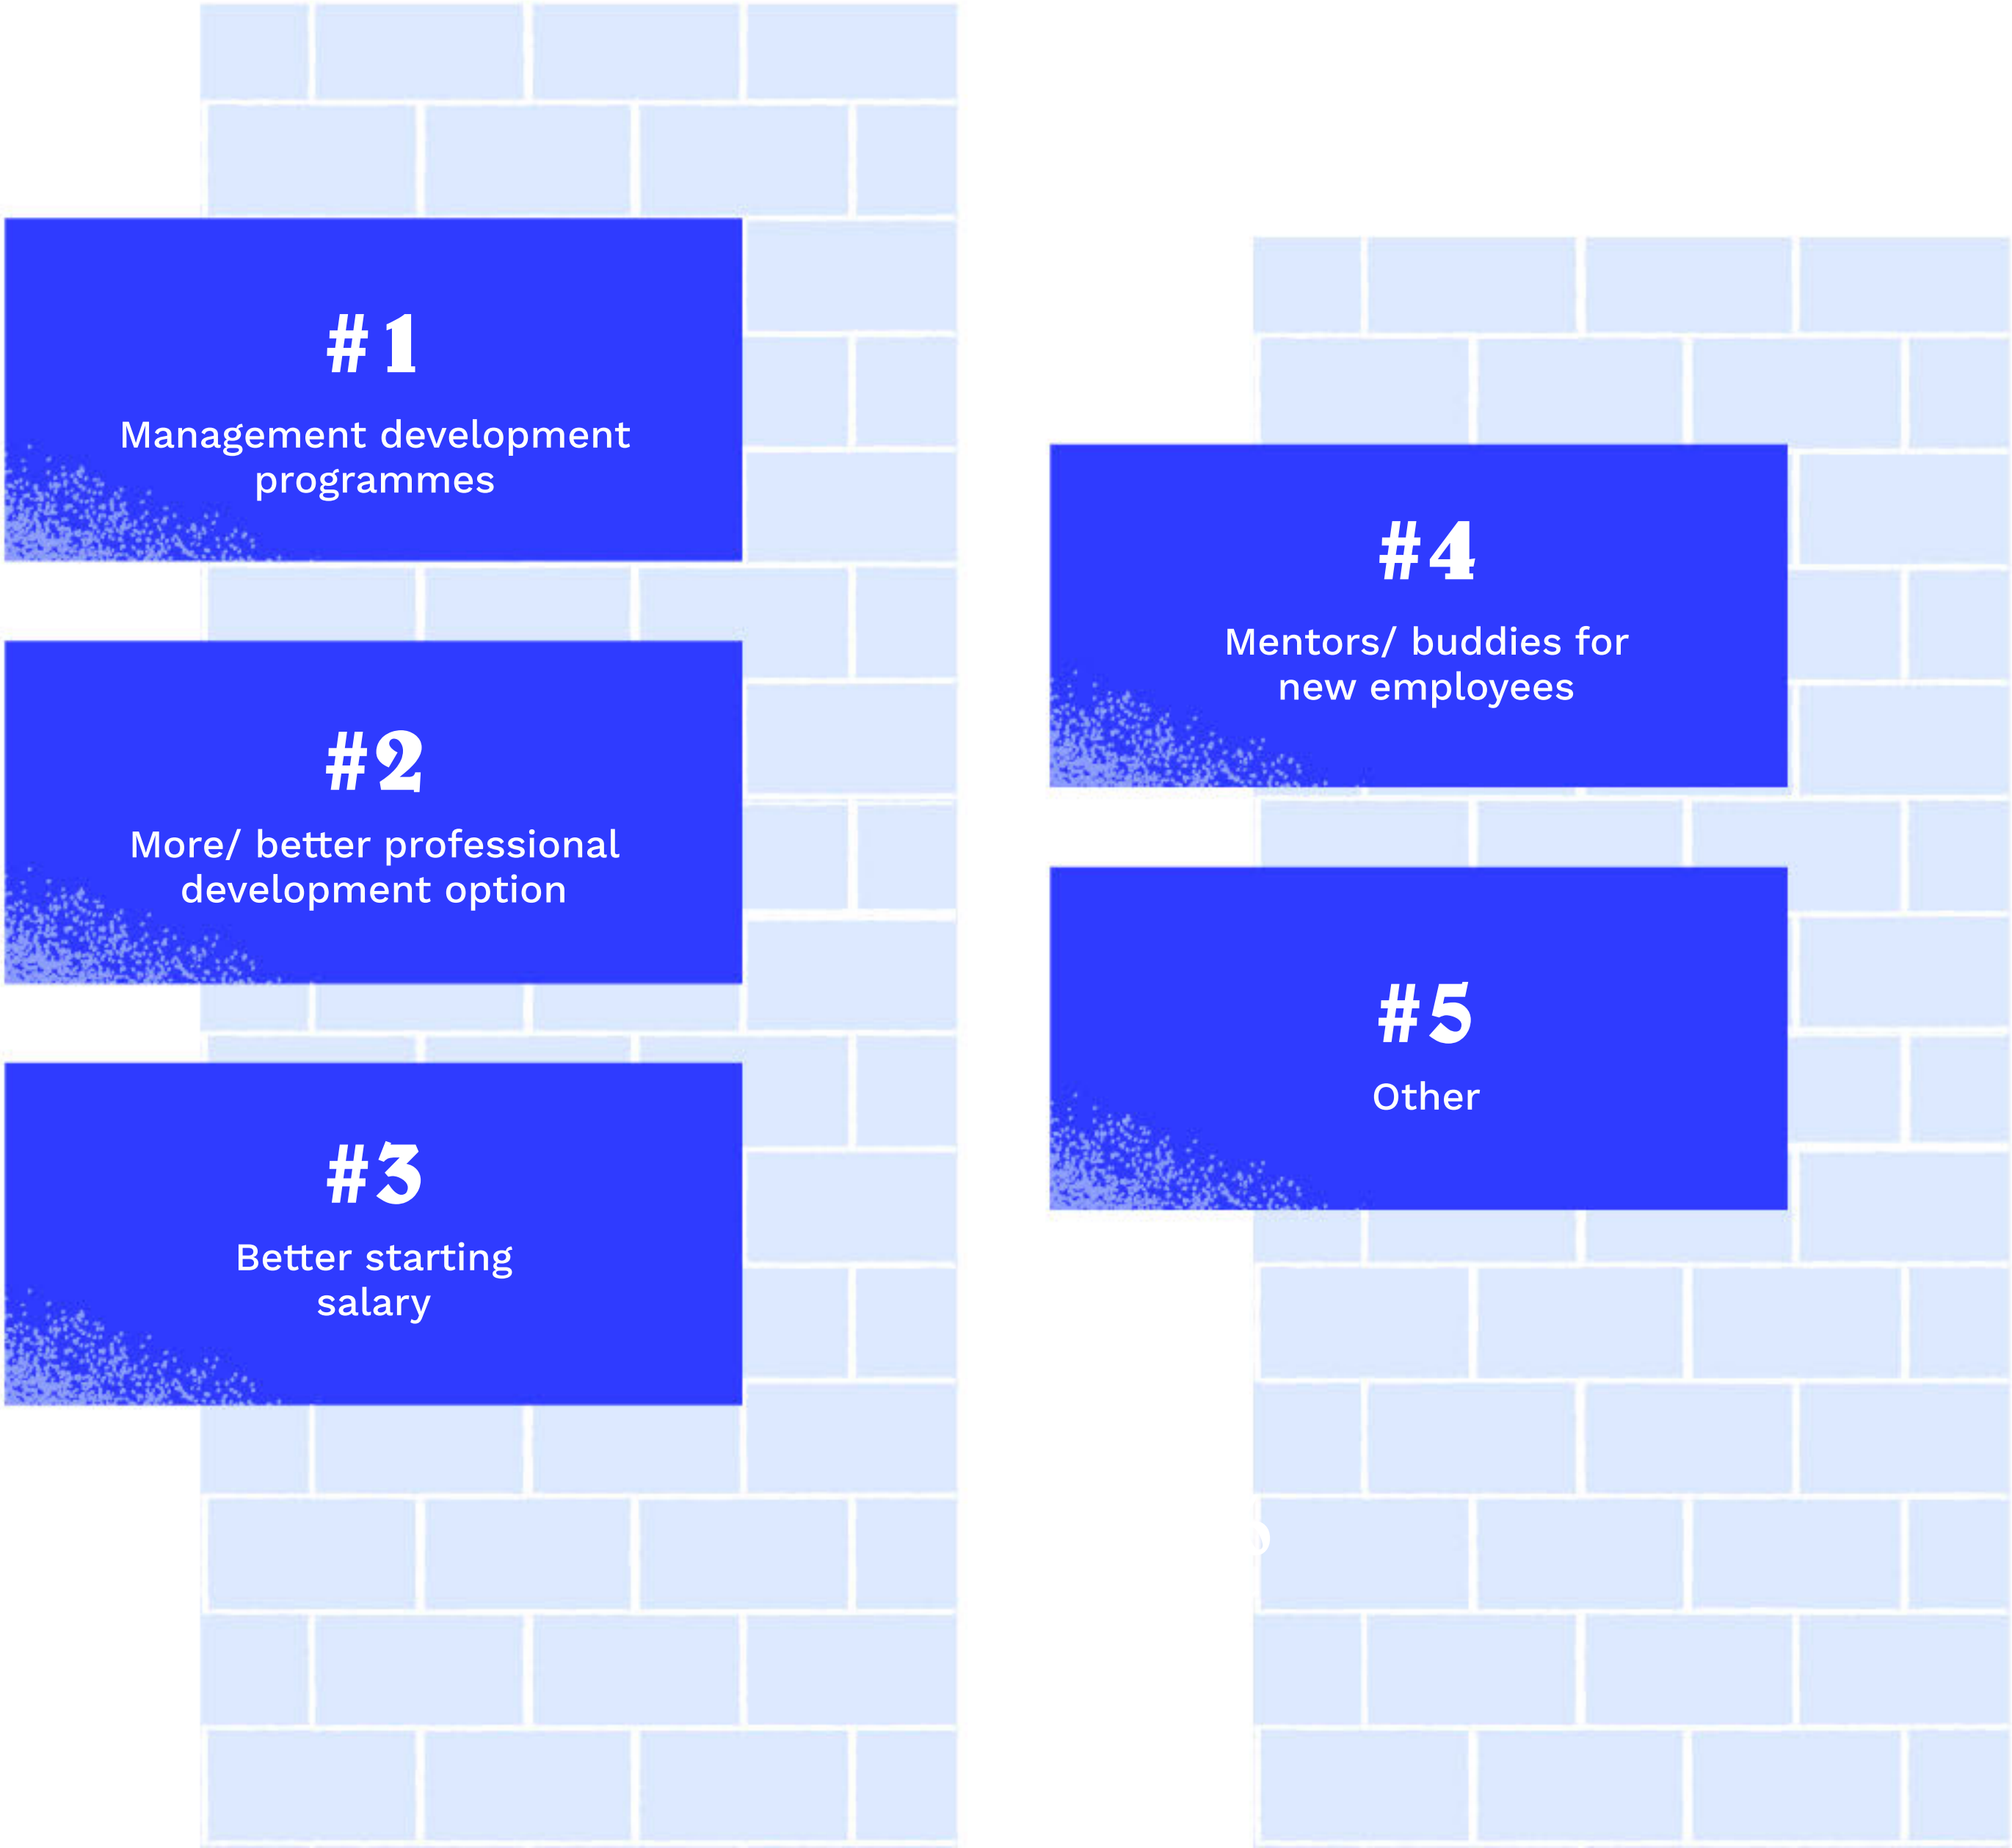 #1
Management development
programmes
#2
More/ better professional
development option
#3
Better starting
salary
#4
Mentors/ buddies for
new employees
#5
Other